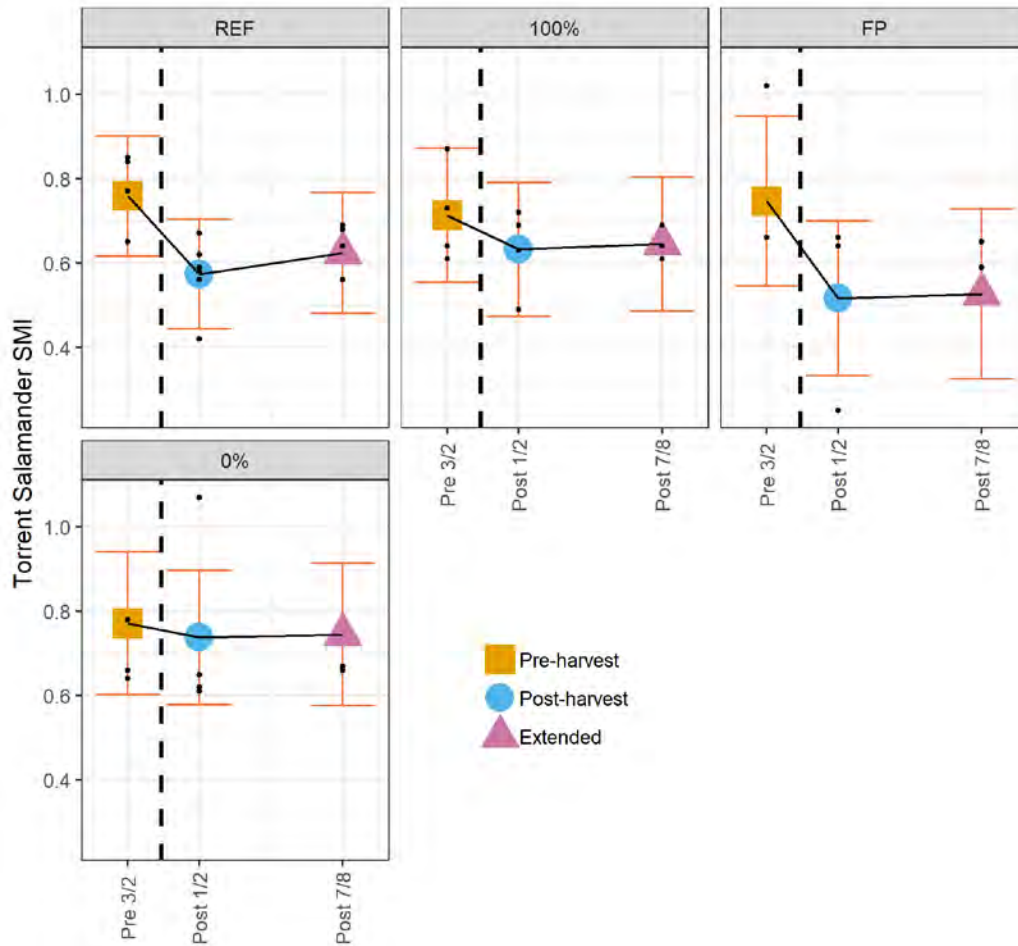 REF
100%
FP
1.0
0.8
0.6
0.4
Torrent Salamander SMI
Pre 3/2
Post 1/2
Post 7/8
Pre 3/2
Post 1/2
Post 7/8
0%
1.0
0.8
0.6
0.4
Pre 3/2
Post 1/2
Post 7/8
Pre-harvest
Post-harvest
Extended